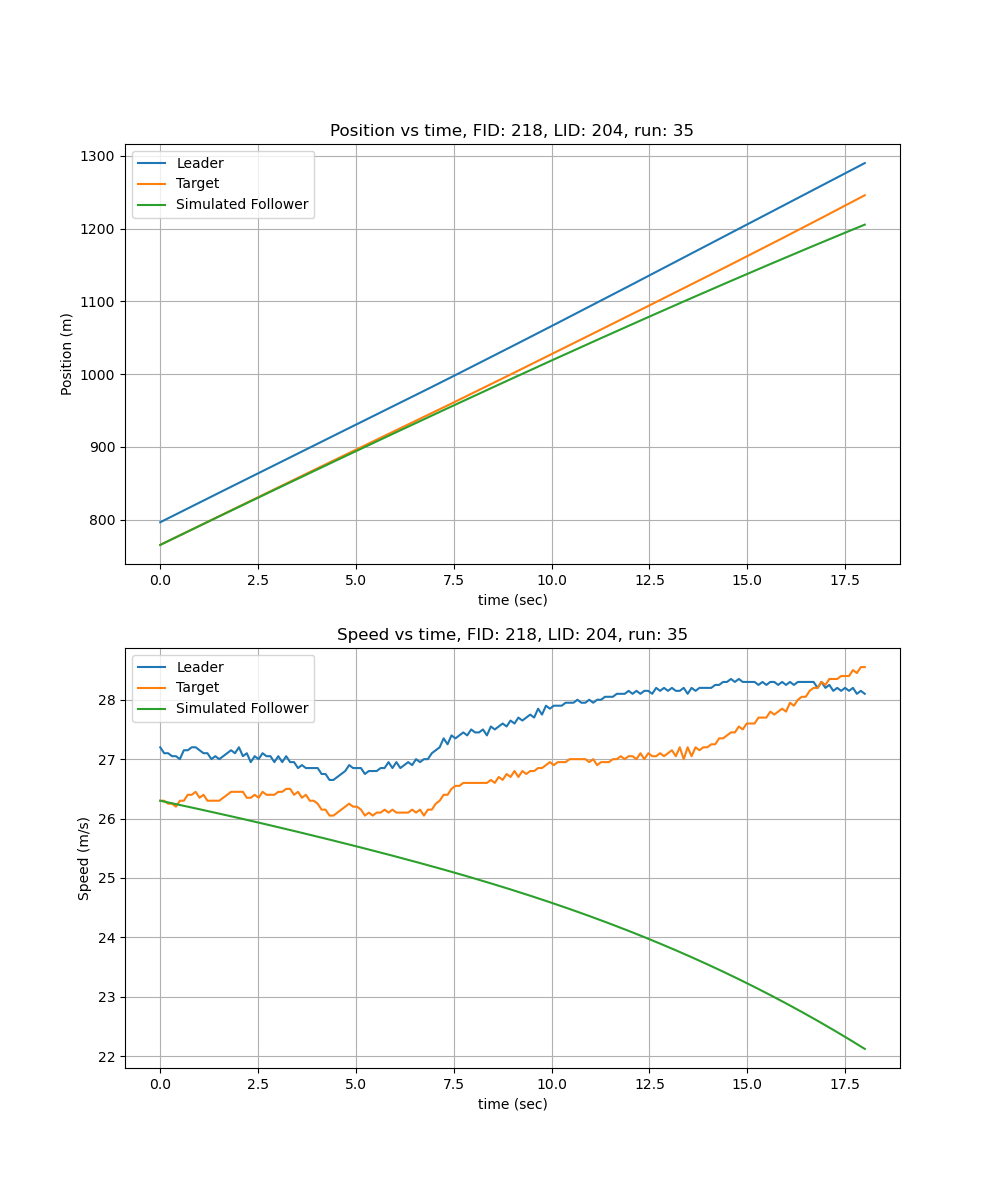 Position vs time, FID: 218, LID: 204, run: 35
Leader
Target
Simulated Follower
1300
1200
1100
1000
900
800
Position (m)
0.0 2.5 5.0 7.5 10.0 12.5 15.0 17.5
time (sec)
Speed vs time, FID: 218, LID: 204, run: 35
Leader
Target
Simulated Follower
28
27
26
25
24
23
22
Speed (m/s)
0.0 2.5 5.0 7.5 10.0 12.5 15.0 17.5
time (sec)